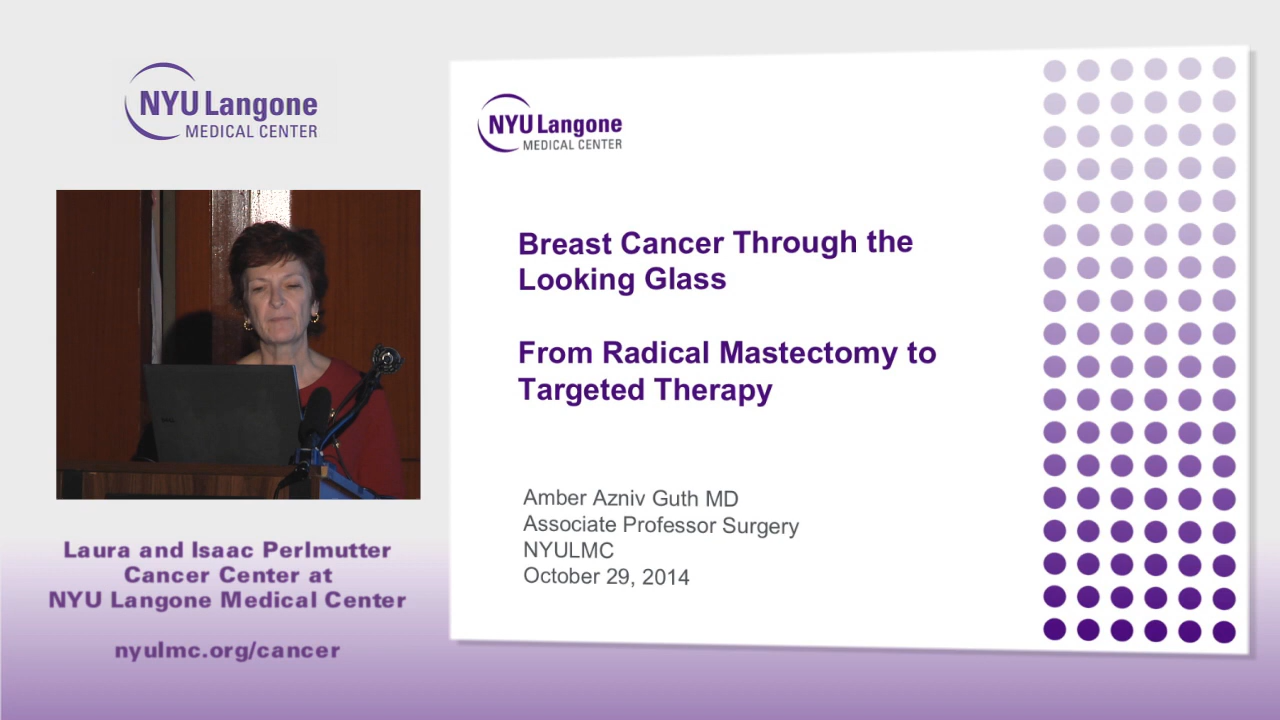 NYU Langone
MEDICAL CENTER
Laura and Isaac Perlmutter
Cancer Center at
NYU Langone Medical Center
nyulmc.org/cancer
NYU Langone
MEDICAL CENTER
Breast Cancer Through the
Looking Glass
From Radical Mastectomy to
Targeted Therapy
Amber Azniv Guth MD
Associate Professor Surgery
NYULMC
October 29, 2014